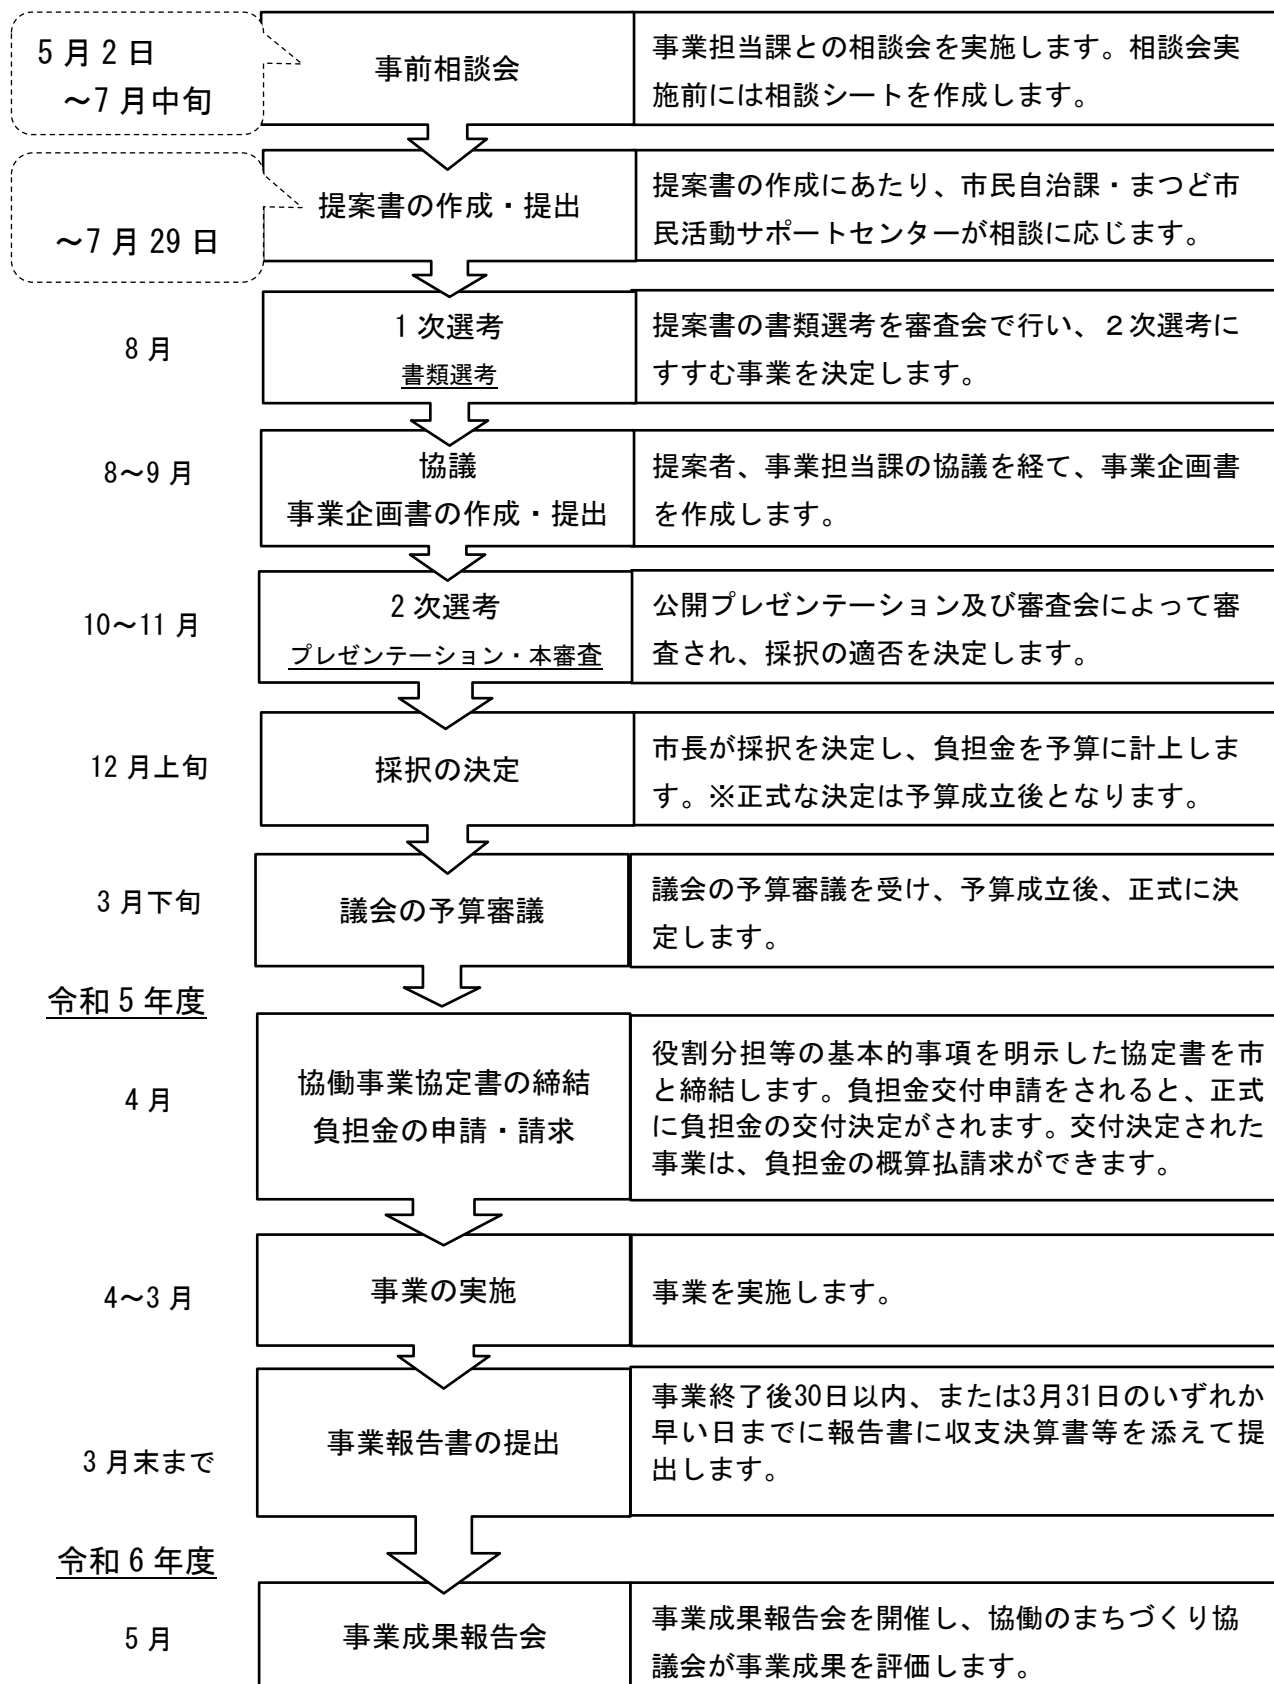 5月2日
～7月中旬
事前相談会
事業担当課との相談会を実施します。相談会実
施前には相談シートを作成します。
～7月29日
提案書の作成・提出
提案書の作成にあたり、市民自治課・まつど市
民活動サポートセンターが相談に応じます。
8月
1次選考
書類選考
提案書の書類選考を審査会で行い、２次選考に
すすむ事業を決定します。
8～9月
協議
事業企画書の作成・提出
提案者、事業担当課の協議を経て、事業企画書
を作成します。
10～11月
2次選考
プレゼンテーション・本審査
公開プレゼンテーション及び審査会によって審
査され、採択の適否を決定します。
12月上旬
採択の決定
市長が採択を決定し、負担金を予算に計上しま
す。※正式な決定は予算成立後となります。
3月下旬
議会の予算審議
議会の予算審議を受け、予算成立後、正式に決
定します。
令和5年度
4月
協働事業協定書の締結
負担金の申請・請求
役割分担等の基本的事項を明示した協定書を市
と締結します。負担金交付申請をされると、正式
に負担金の交付決定がされます。交付決定された
事業は、負担金の概算払請求ができます。
4～3月
事業の実施
事業を実施します。
3月末まで
事業報告書の提出
事業終了後30日以内、または3月31日のいずれか
早い日までに報告書に収支決算書等を添えて提
出します。
令和6年度
5月
事業成果報告会
事業成果報告会を開催し、協働のまちづくり協
議会が事業成果を評価します。